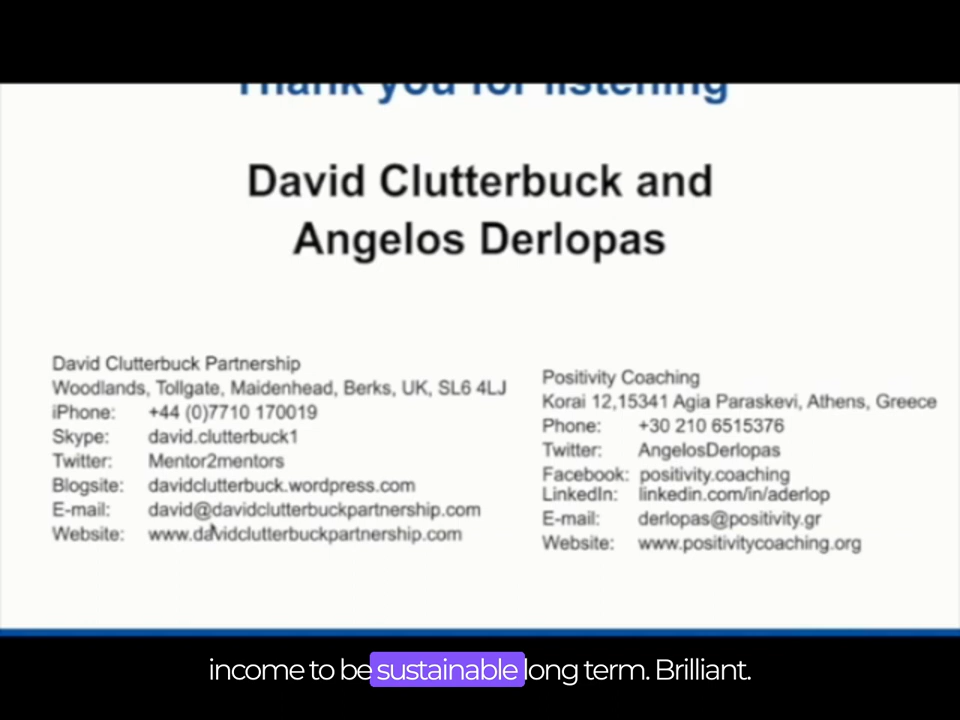 Thank you for listening
David Clutterbuck and
Angelos Derlopas
David Clutterbuck Partnership
Woodlands, Tollgate, Maidenhead, Berks, UK, SL6 4LJ
iPhone: +44 (0)7710 170019
Skype: david.clutterbuck1
Twitter: Mentor2mentors
Blogsite: davidclutterbuck.wordpress.com
E-mail: david@davidclutterbuckpartnership.com
Website: www.davidclutterbuckpartnership.com
Positivity Coaching
Korai 12,15341 Agia Paraskevi, Athens, Greece
Phone: +30 210 6515376
Twitter: AngelosDerlopas
Facebook: positivity.coaching
LinkedIn: linkedin.com/in/aderlop
E-mail: derlopas@positivity.gr
Website: www.positivitycoaching.org
income to be sustainable long term. Brilliant.